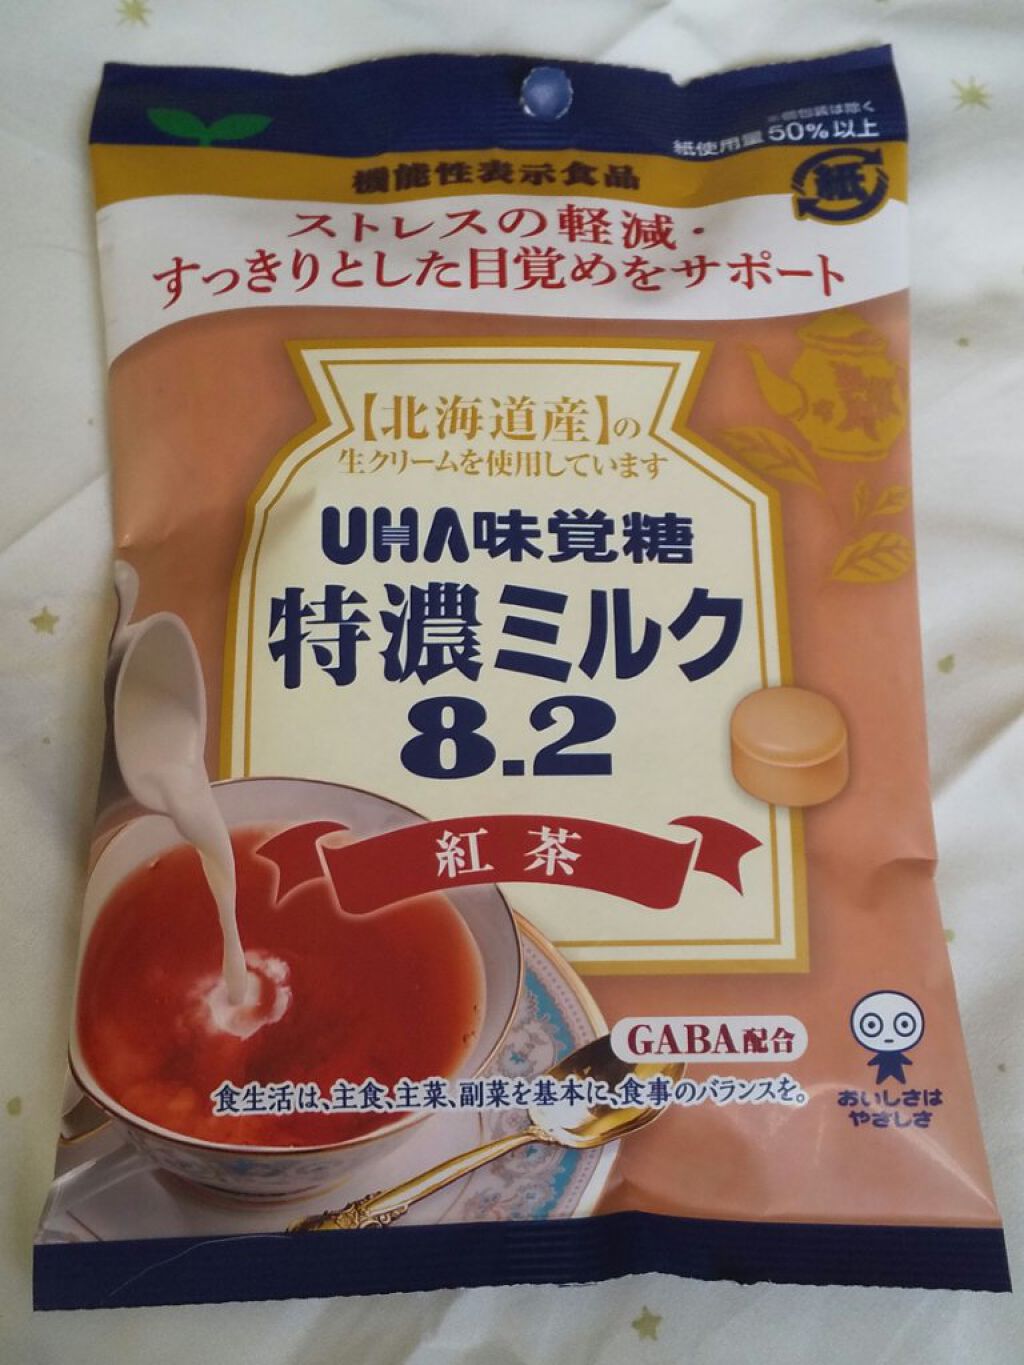 ※個包装は除く
紙使用量50%以上
紙
機能性表示食品
ストレスの軽減・
すっきりとした目覚めをサポート
【北海道産】の
生クリームを使用しています
UHA味覚糖
特濃ミルク
8.2
紅茶
GABA配合
食生活は、主食、主菜、副菜を基本に、食事のバランスを。
おいしさは
やさしさ